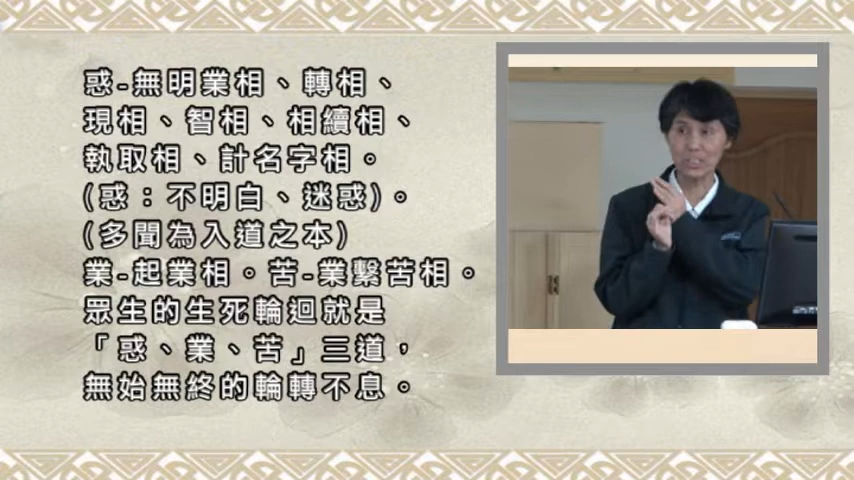 惑-無明業相、轉相、
現相、智相、相續相、
執取相、計名字相。
(惑：不明白、迷惑)。
(多聞為入道之本)
業-起業相。苦-業繫苦相。
眾生的生死輪迴就是
「惑、業、苦」三道，
無始無終的輪轉不息。